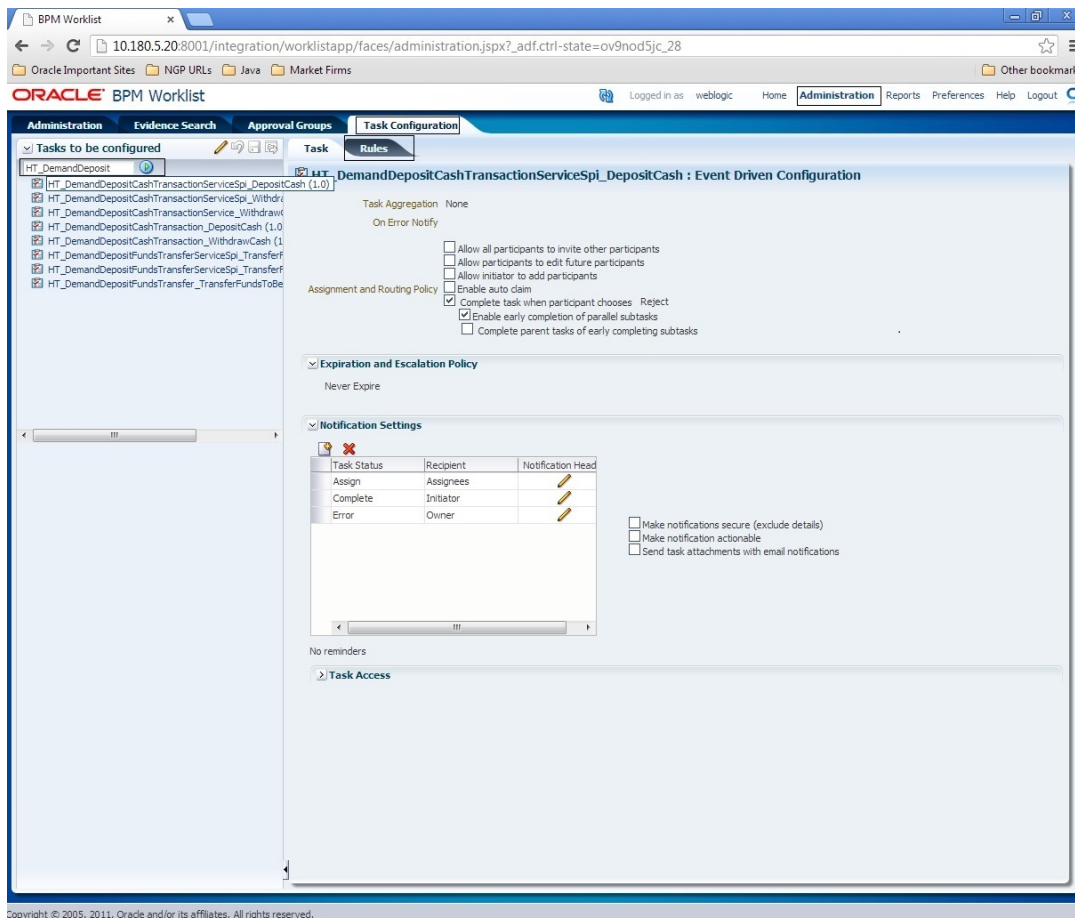 BPM Worklist
10.180.5.20:8001/integration/worklistapp/faces/administration.jspx?_adf.ctrl-state=ov9nod5jc_28
Oracle Important Sites NGP URLs Java Market Firms Other bookmark
ORACLE BPM Worklist Logged in as weblogic Home Administration Reports Preferences Help Logout
Administration Evidence Search Approval Groups Task Configuration
Tasks to be configured Task Rules
HT_DemandDeposit
HT_DemandDepositCashTransactionServiceSpi_DepositCash : Event Driven Configuration
HT_DemandDepositCashTransactionServiceSpi_DepositCash (1.0)
HT_DemandDepositCashTransactionServiceSpi_Withdra
HT_DemandDepositCashTransactionService_Withdraw
HT_DemandDepositCashTransaction_DepositCash (1.0
HT_DemandDepositCashTransaction_WithdrawCash (1
HT_DemandDepositFundsTransferServiceSpi_TransferF
HT_DemandDepositFundsTransferServiceSpi_TransferF
HT_DemandDepositFundsTransfer_TransferFundsToBe
Task Aggregation None
On Error Notify
Allow all participants to invite other participants
Allow participants to edit future participants
Allow initiator to add participants
Assignment and Routing Policy Enable auto claim
Complete task when participant chooses Reject
Enable early completion of parallel subtasks
Complete parent tasks of early completing subtasks
Expiration and Escalation Policy
Never Expire
Notification Settings
Task Status Recipient Notification Head
Assign Assignees
Complete Initiator
Error Owner
Make notifications secure (exclude details)
Make notification actionable
Send task attachments with email notifications
No reminders
Task Access
Copyright © 2005, 2011, Oracle and/or its affiliates. All rights reserved.